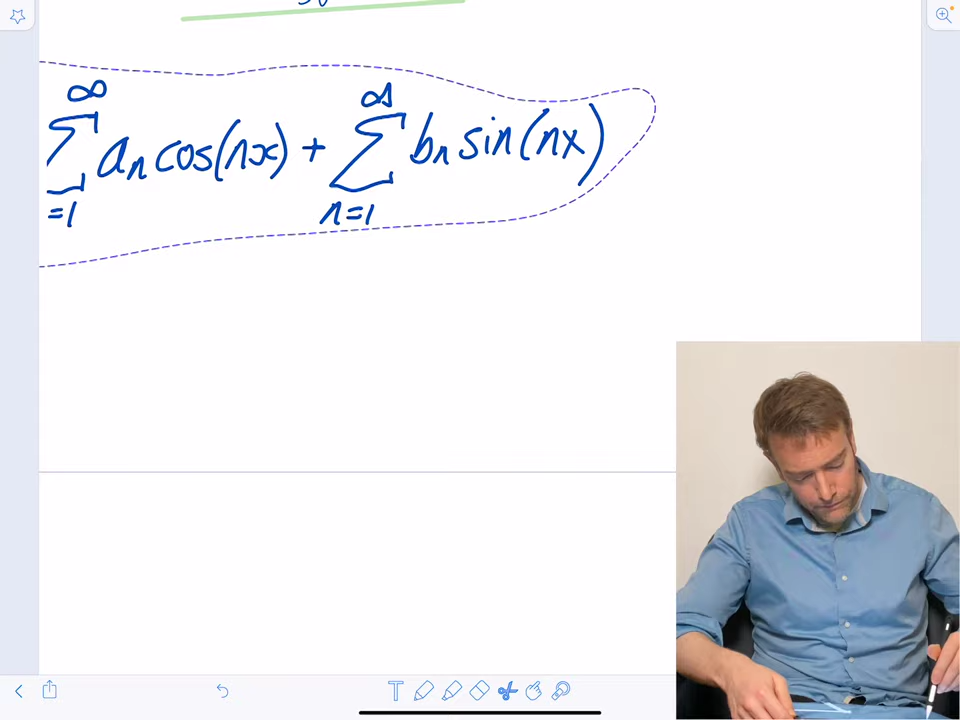 ∞ ∞
∑ aₙ cos(nx) + ∑ bₙ sin(nx)
=1 n=1
T